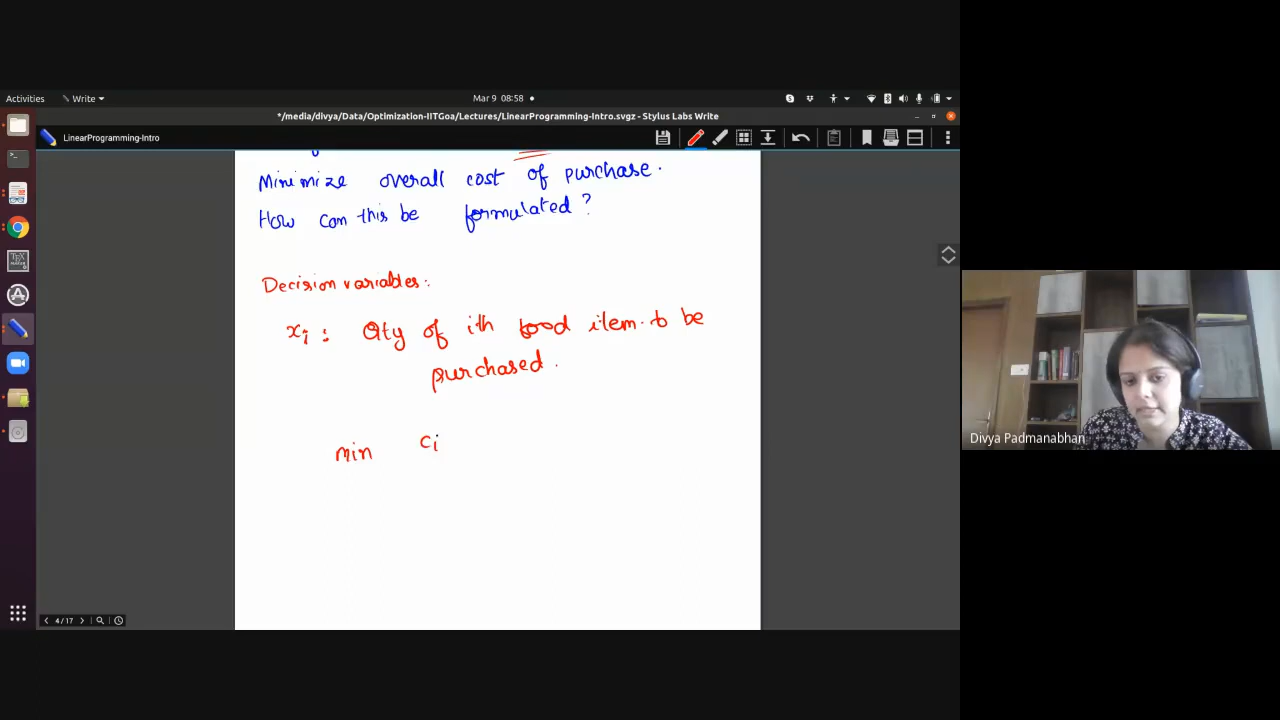 Activities Write Mar 9 08:58
*/media/divya/Data/Optimization-IITGoa/Lectures/LinearProgramming-Intro.svgz - Stylus Labs Write
LinearProgramming-Intro
Minimize overall cost of purchase.
How can this be formulated?
Decision variables:
xi: Qty of ith food item to be
purchased.
min ci
4/17
Divya Padmanabhan